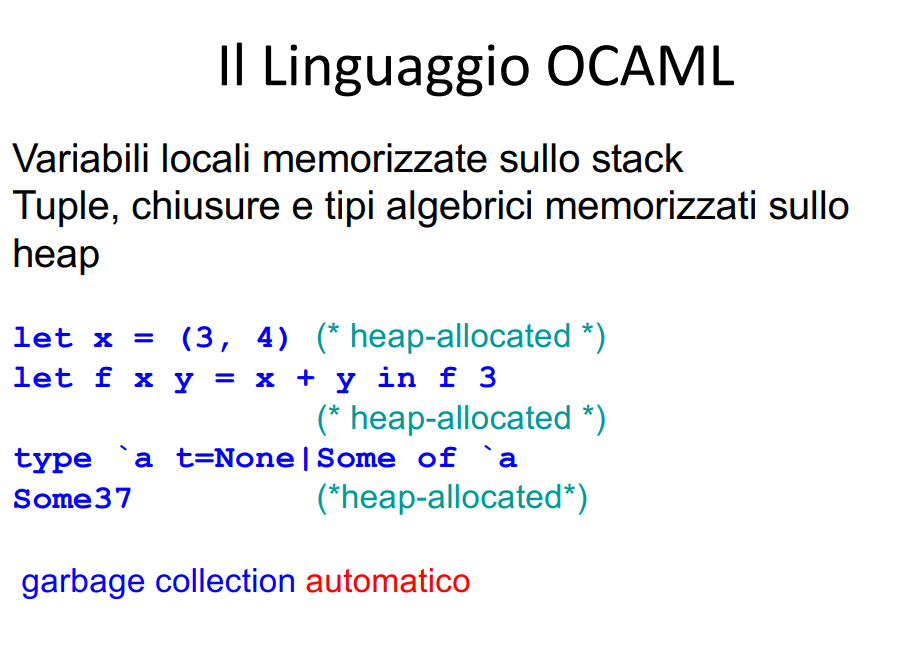 Il Linguaggio OCAML
Variabili locali memorizzate sullo stack
Tuple, chiusure e tipi algebrici memorizzati sullo
heap
let x = (3, 4) (* heap-allocated *)
let f x y = x + y in f 3
(* heap-allocated *)
type `a t=None|Some of `a
Some37 (*heap-allocated*)
garbage collection automatico